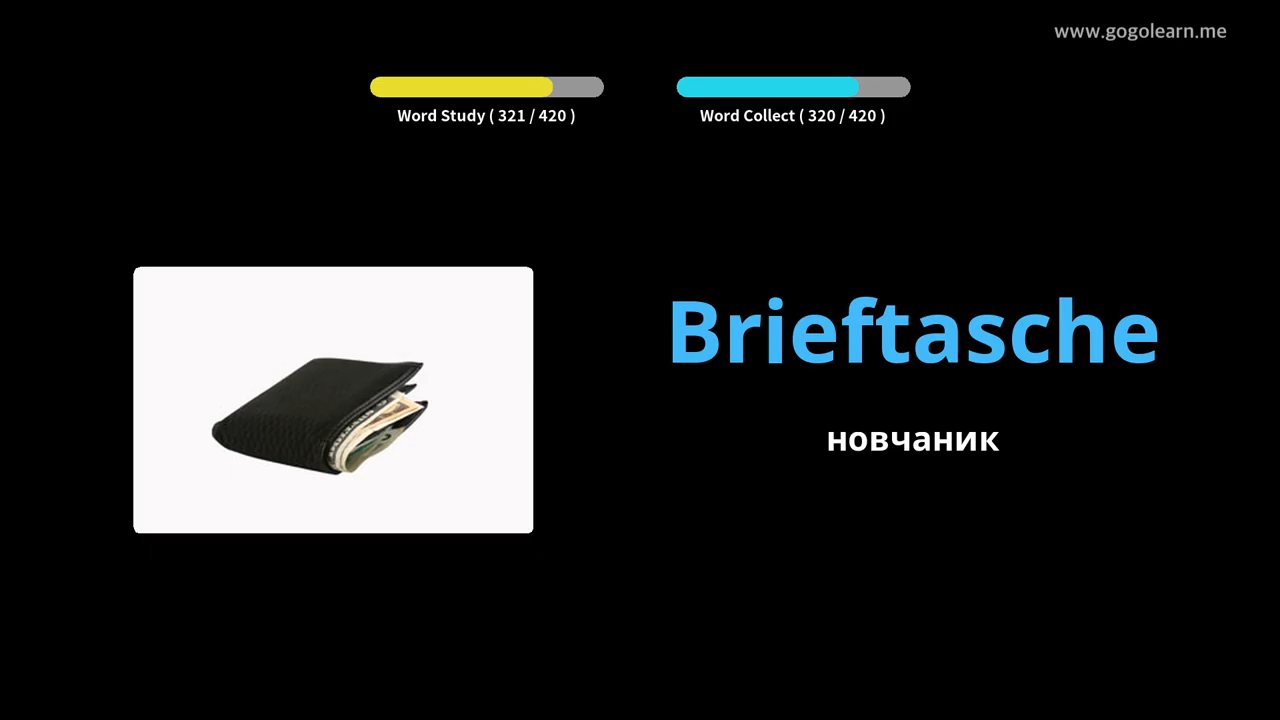 www.gogolearn.me
Word Study ( 321 / 420 )
Word Collect ( 320 / 420 )
Brieftasche
новчаник